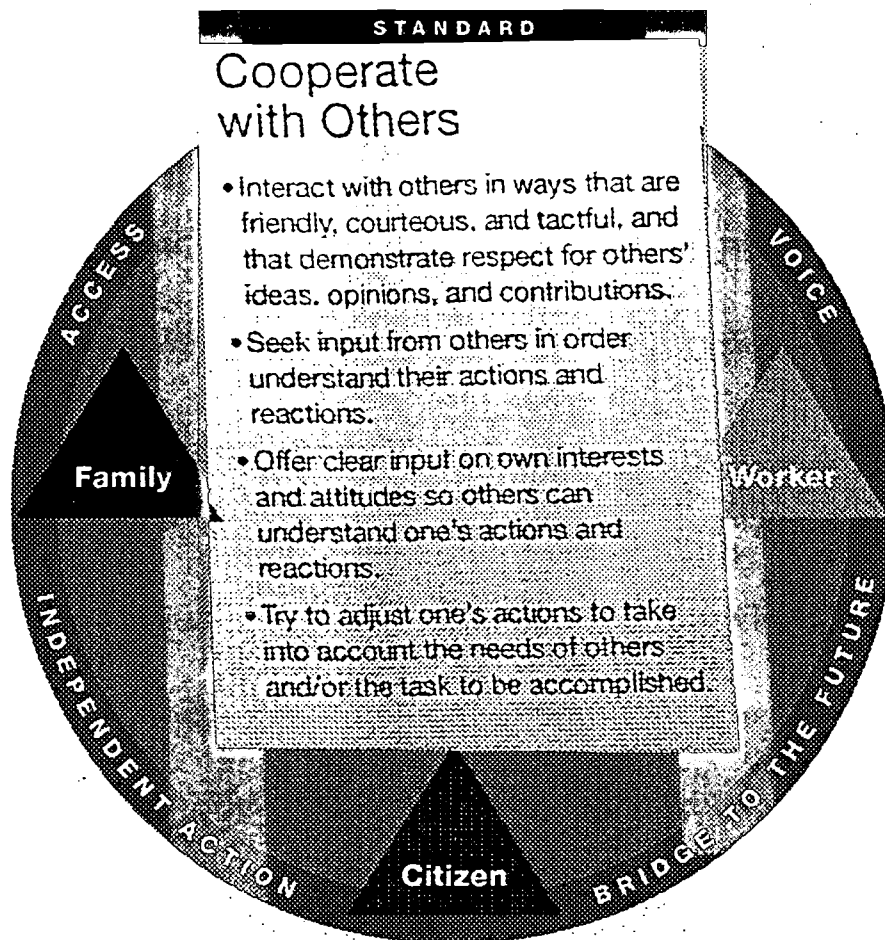 STANDARD
Cooperate
with Others
• Interact with others in ways that are
friendly, courteous, and tactful, and
that demonstrate respect for others'
ideas, opinions, and contributions.
• Seek input from others in order
understand their actions and
reactions.
• Offer clear input on own interests
and attitudes so others can
understand one's actions and
reactions.
• Try to adjust one's actions to take
into account the needs of others
and/or the task to be accomplished.
ACCESS
VOICE
Family
Worker
INDEPENDENT ACTION
BRIDGE TO THE FUTURE
Citizen